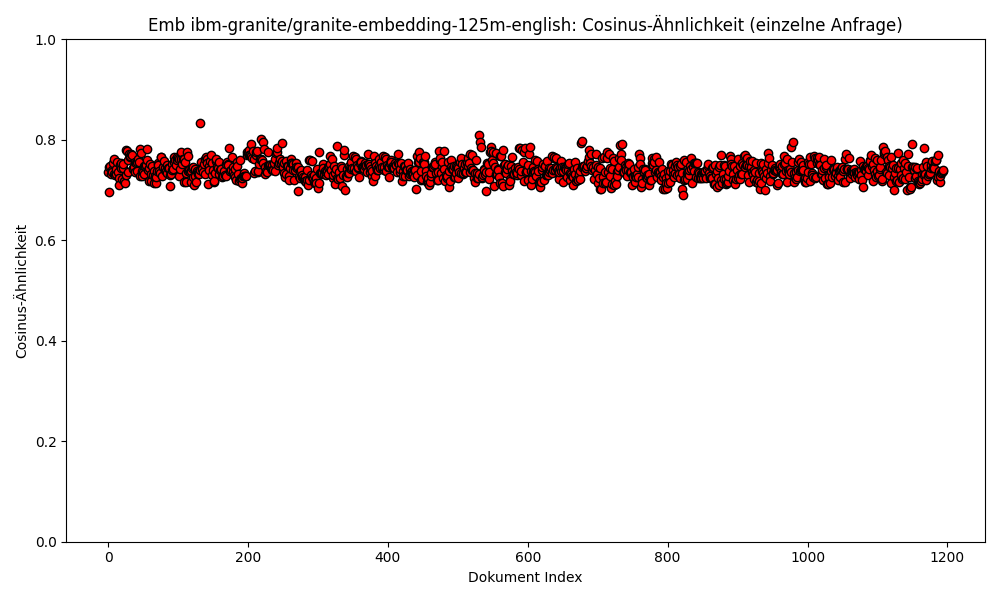 Emb ibm-granite/granite-embedding-125m-english: Cosinus-Ähnlichkeit (einzelne Anfrage)
1.0
0.8
0.6
0.4
0.2
0.0
Cosinus-Ähnlichkeit
0 200 400 600 800 1000 1200
Dokument Index